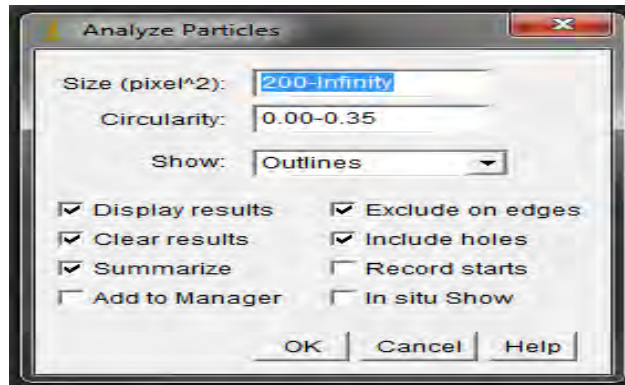 Analyze Particles
Size (pixel^2): 200-Infinity
Circularity: 0.00-0.35
Show: Outlines
Display results Exclude on edges
Clear results Include holes
Summarize Record starts
Add to Manager In situ Show
OK Cancel Help